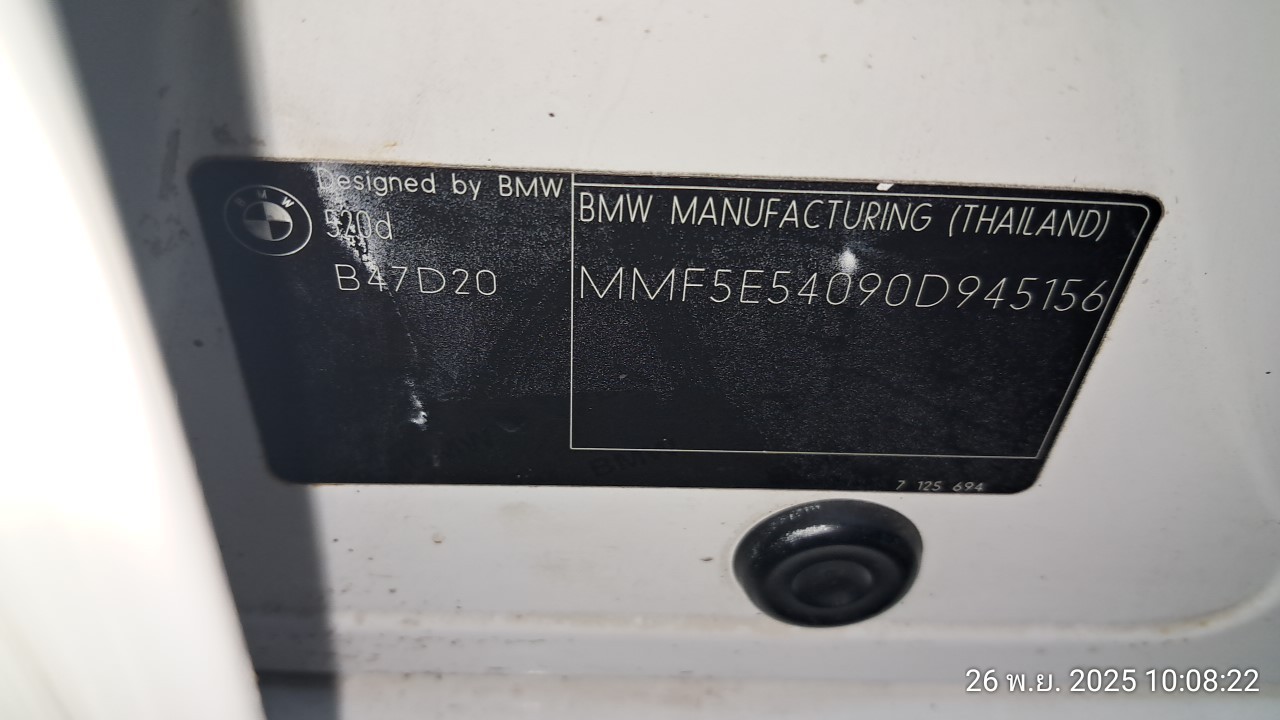 Designed by BMW
520d
B47D20
BMW MANUFACTURING (THAILAND)
MMF5E54090D945156
7 125 694
BMW
26 พ.ย. 2025 10:08:22